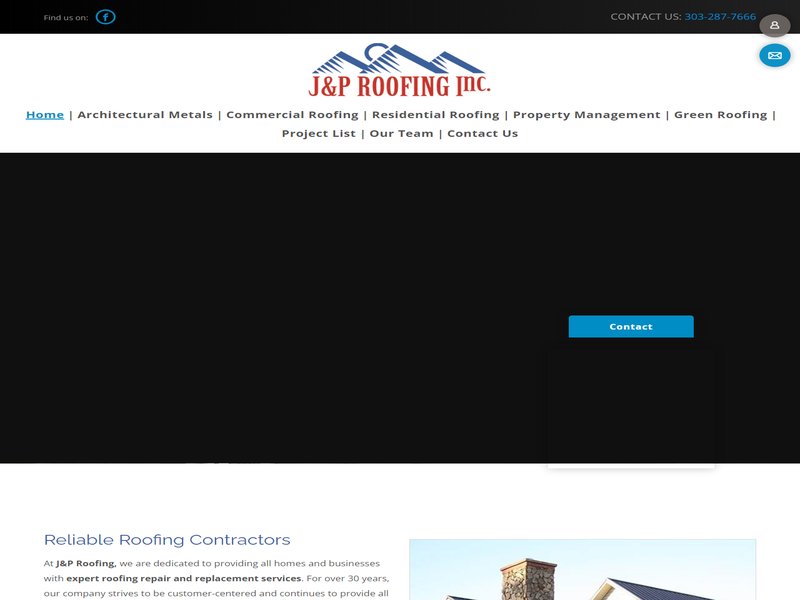 Find us on:
CONTACT US: 303-287-7666
J&P ROOFING INC.
Home | Architectural Metals | Commercial Roofing | Residential Roofing | Property Management | Green Roofing |
Project List | Our Team | Contact Us
Contact
Reliable Roofing Contractors
At J&P Roofing, we are dedicated to providing all homes and businesses
with expert roofing repair and replacement services. For over 30 years,
our company strives to be customer-centered and continues to provide all